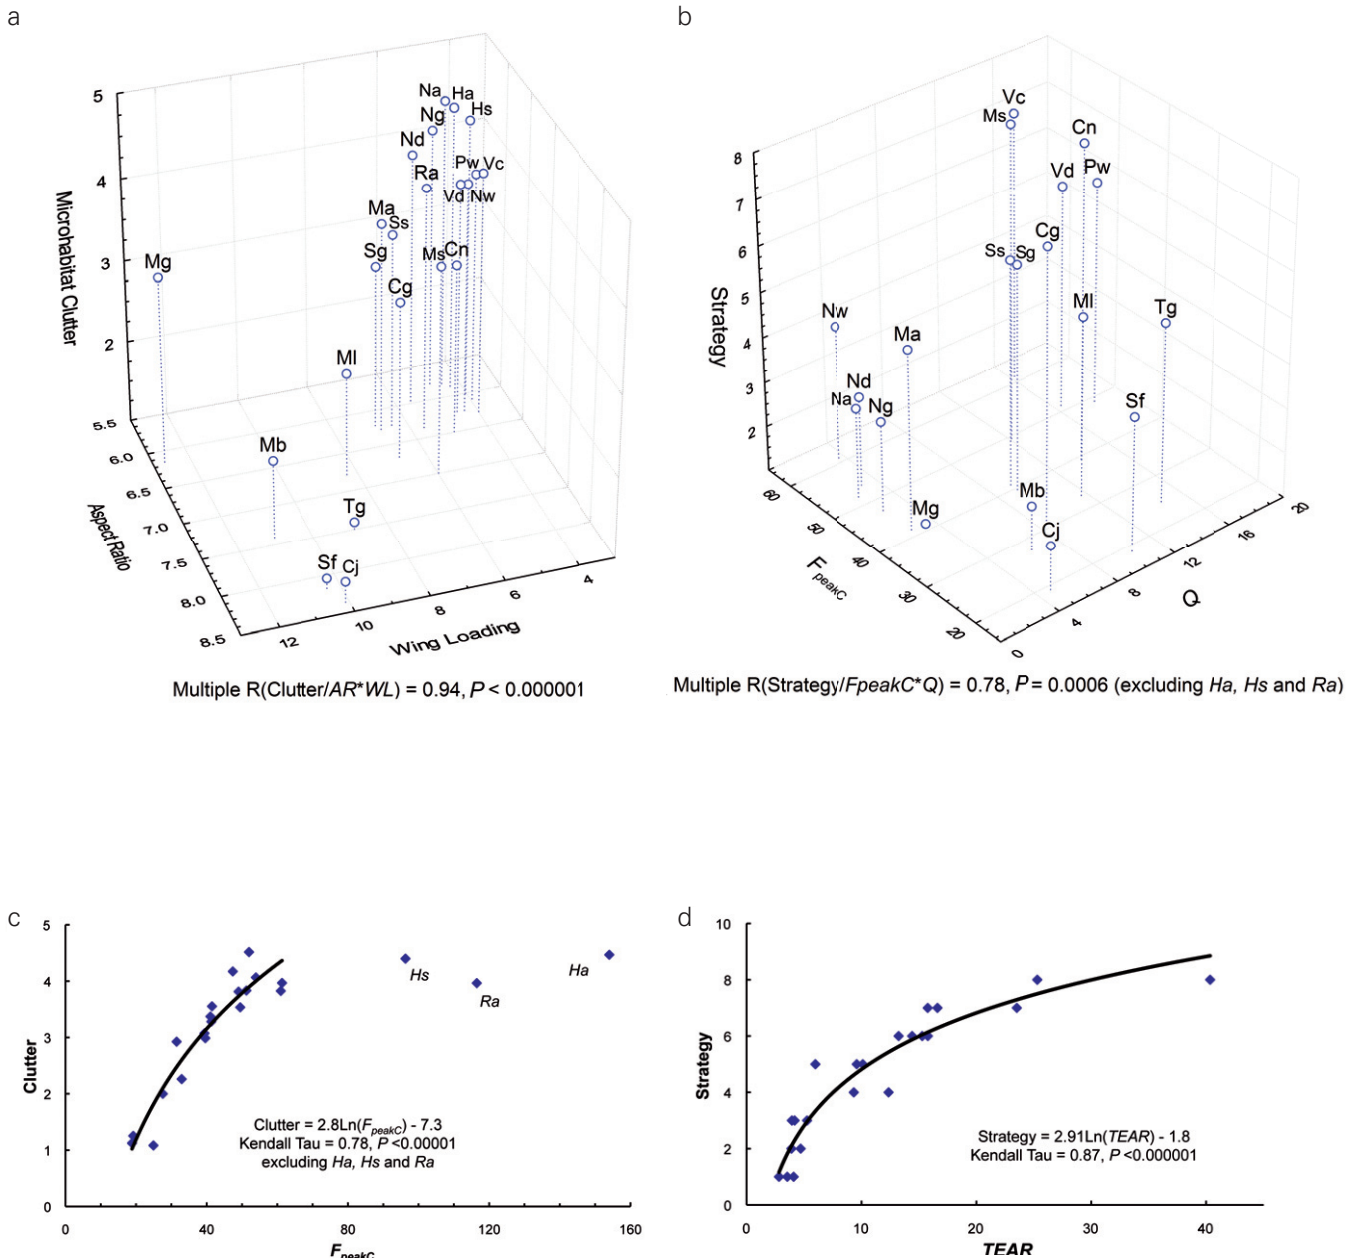 a
5
4
3
2
Microhabitat Clutter
5.5
6.0
6.5
7.0
7.5
8.0
8.5
Aspect Ratio
12
10
8
6
4
Wing Loading
Na
Ha
Hs
Ng
Nd
Ra
Pw
Vc
Vd
Nw
Ma
Ss
Sg
Ms
Cn
Cg
Mg
Ml
Mb
Tg
Sf
Cj
Multiple R(Clutter/AR*WL) = 0.94, P < 0.000001
b
8
7
6
5
4
3
2
Strategy
60
50
40
30
20
FpeakC
0
4
8
12
16
20
Q
Vc
Ms
Cn
Vd
Pw
Cg
Ss
Sg
Ml
Tg
Nw
Ma
Nd
Na
Ng
Sf
Mg
Mb
Cj
Multiple R(Strategy/FpeakC*Q) = 0.78, P = 0.0006 (excluding Ha, Hs and Ra)
c
5
4
3
2
1
0
Clutter
Hs
Ra
Ha
Clutter = 2.8Ln(FpeakC) - 7.3
Kendall Tau = 0.78, P <0.00001
excluding Ha, Hs and Ra
0
40
80
120
160
FpeakC
d
10
8
6
4
2
0
Strategy
Strategy = 2.91Ln(TEAR) - 1.8
Kendall Tau = 0.87, P <0.000001
0
10
20
30
40
TEAR